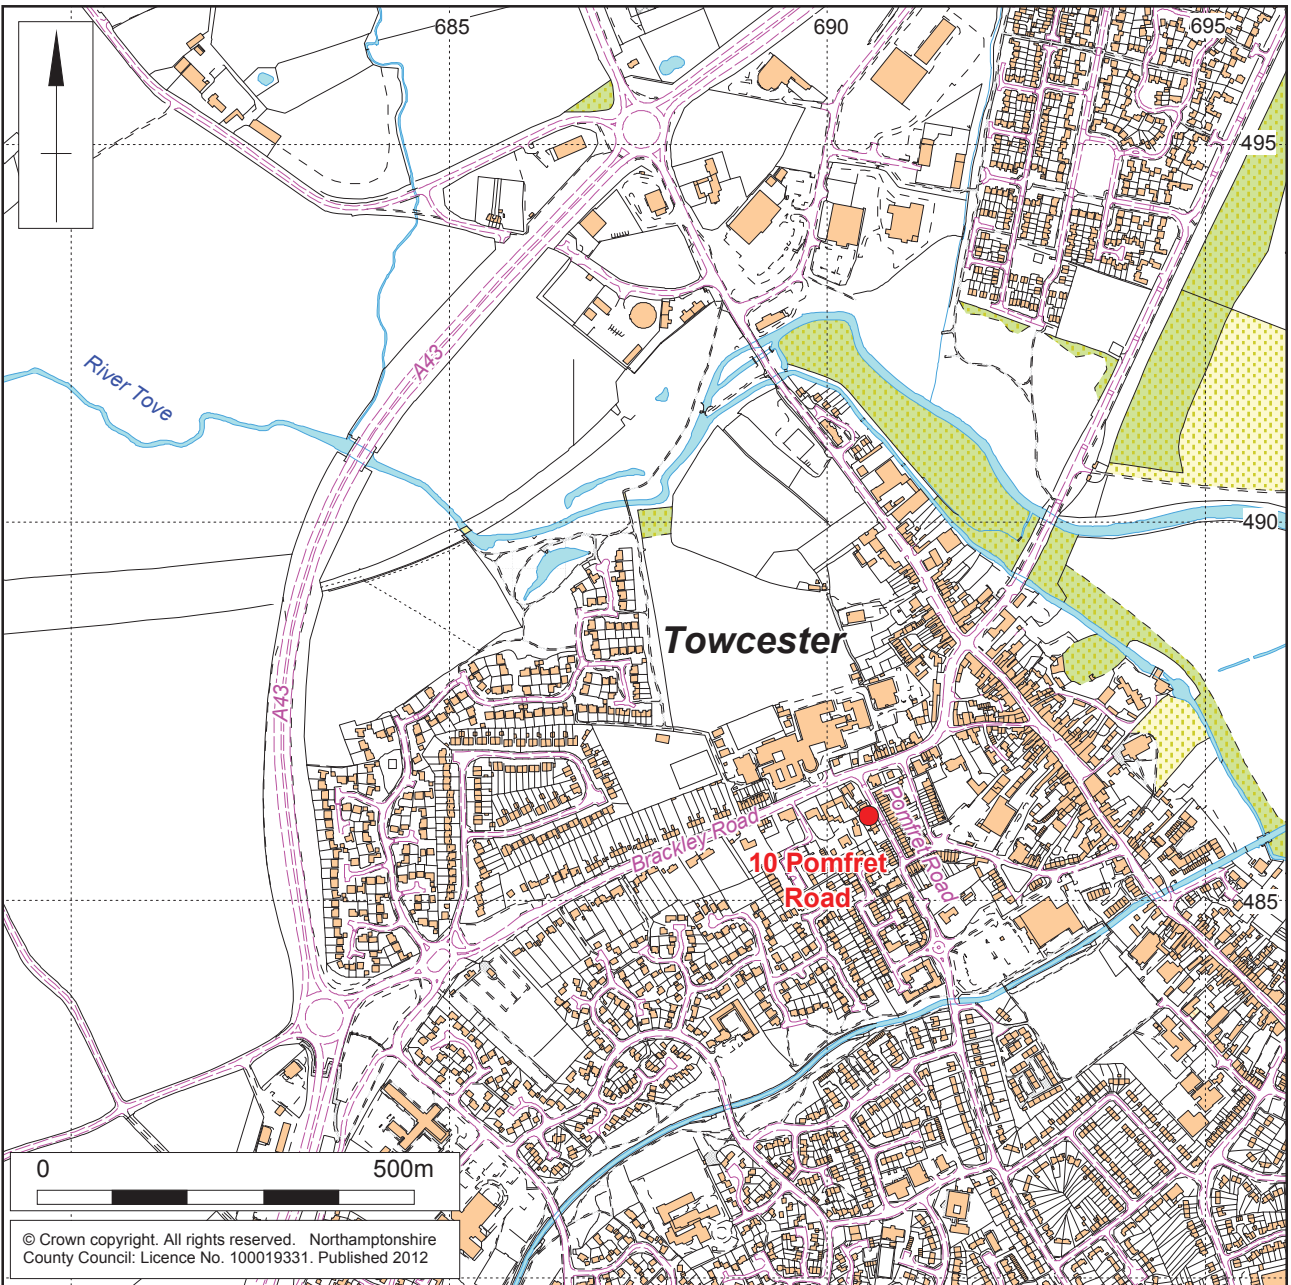 685
690
695
495
A43
River Tove
490
Towcester
A43
Pomfret Road
Brackley Road
10 Pomfret
Road
485
0 500m
© Crown copyright. All rights reserved. Northamptonshire
County Council: Licence No. 100019331. Published 2012